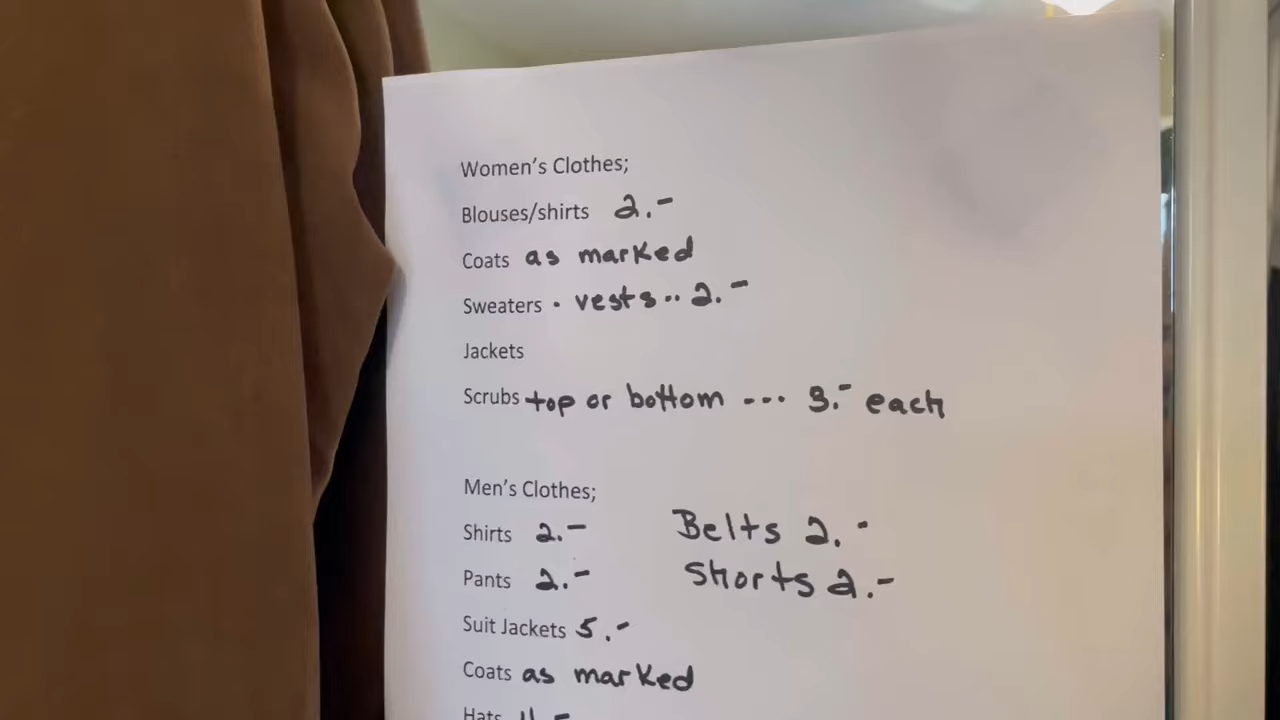 Women's Clothes;
Blouses/shirts 2.-
Coats as marked
Sweaters · vests .. 2.-
Jackets
Scrubs top or bottom --- 3.- each
Men's Clothes;
Shirts 2.- Belts 2.-
Pants 2.- Shorts 2.-
Suit Jackets 5.-
Coats as marked
Hats